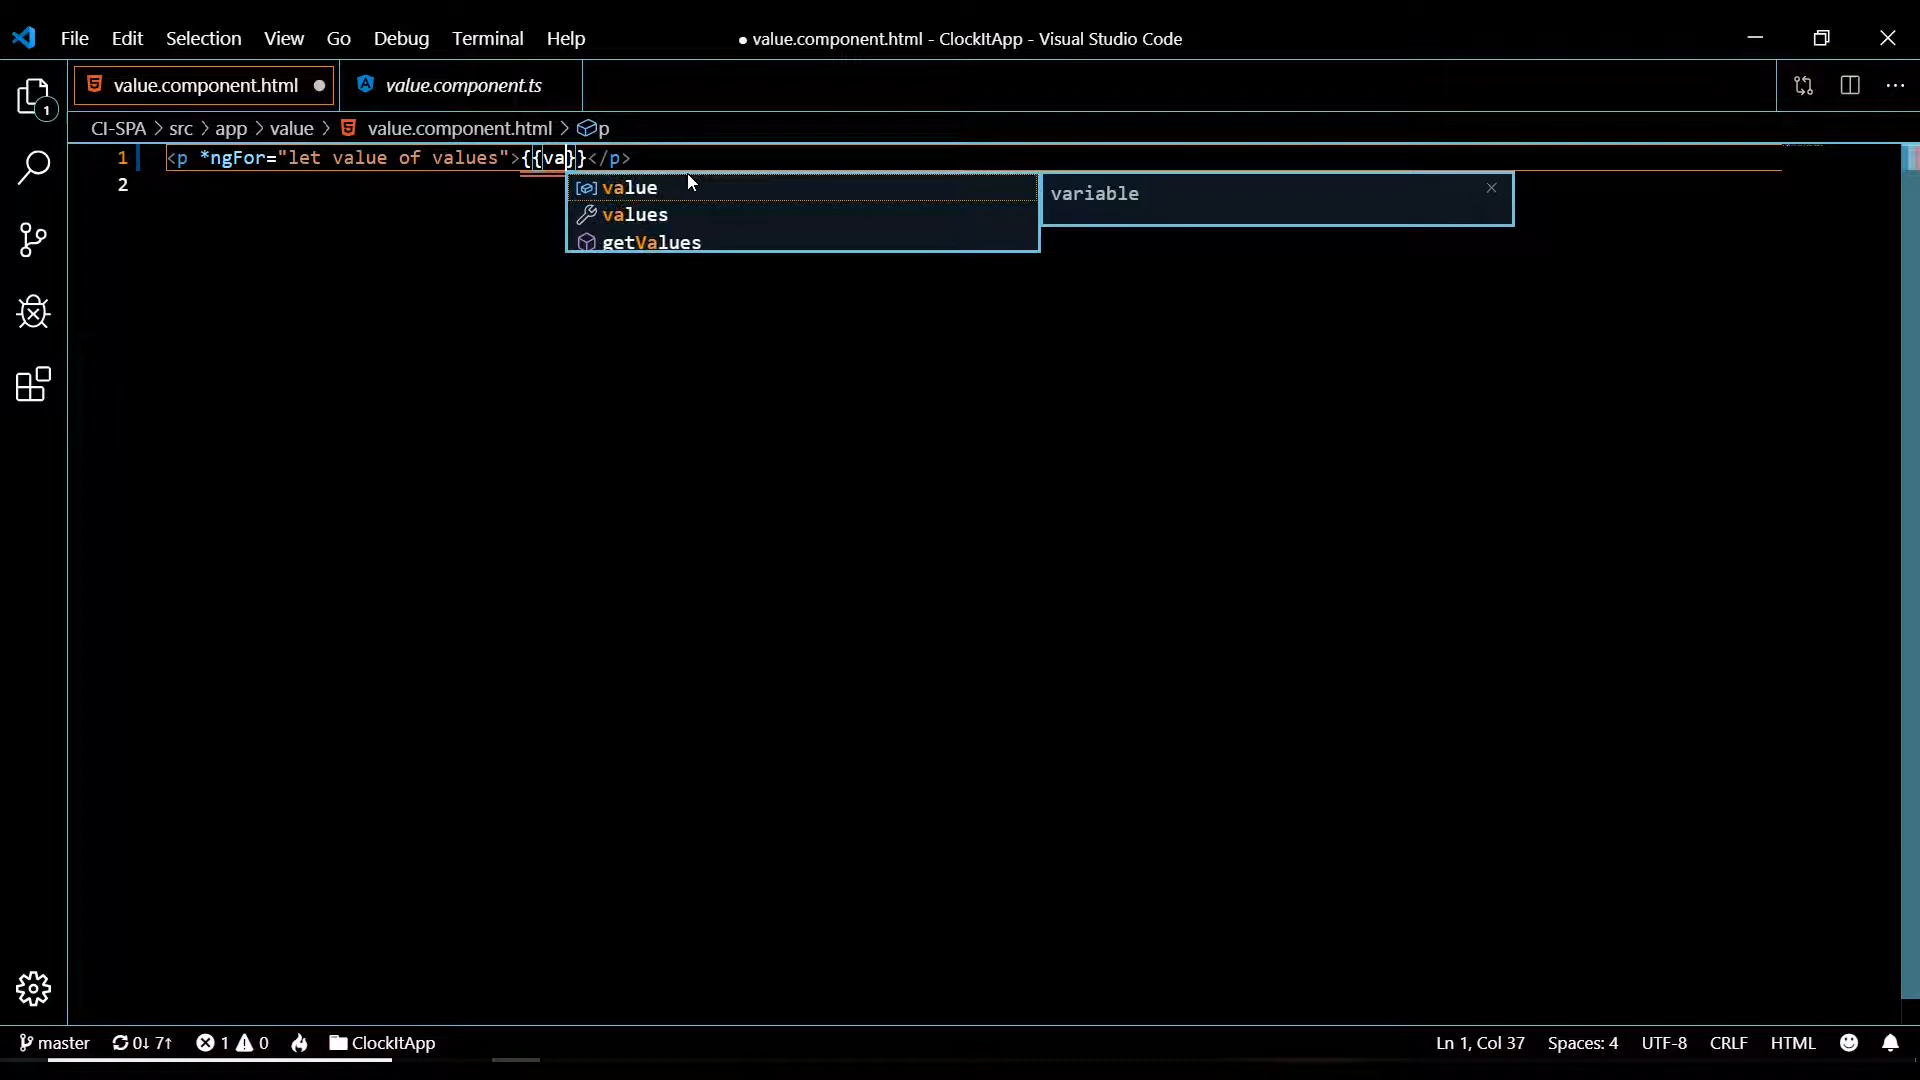 File Edit Selection View Go Debug Terminal Help
● value.component.html - ClockItApp - Visual Studio Code
value.component.html ● value.component.ts
1
CI-SPA > src > app > value > value.component.html > p
1 <p *ngFor="let value of values">{{va}}</p>
2
value
values
getValues
variable
master 0↓ 7↑ 1 0 ClockItApp Ln 1, Col 37 Spaces: 4 UTF-8 CRLF HTML